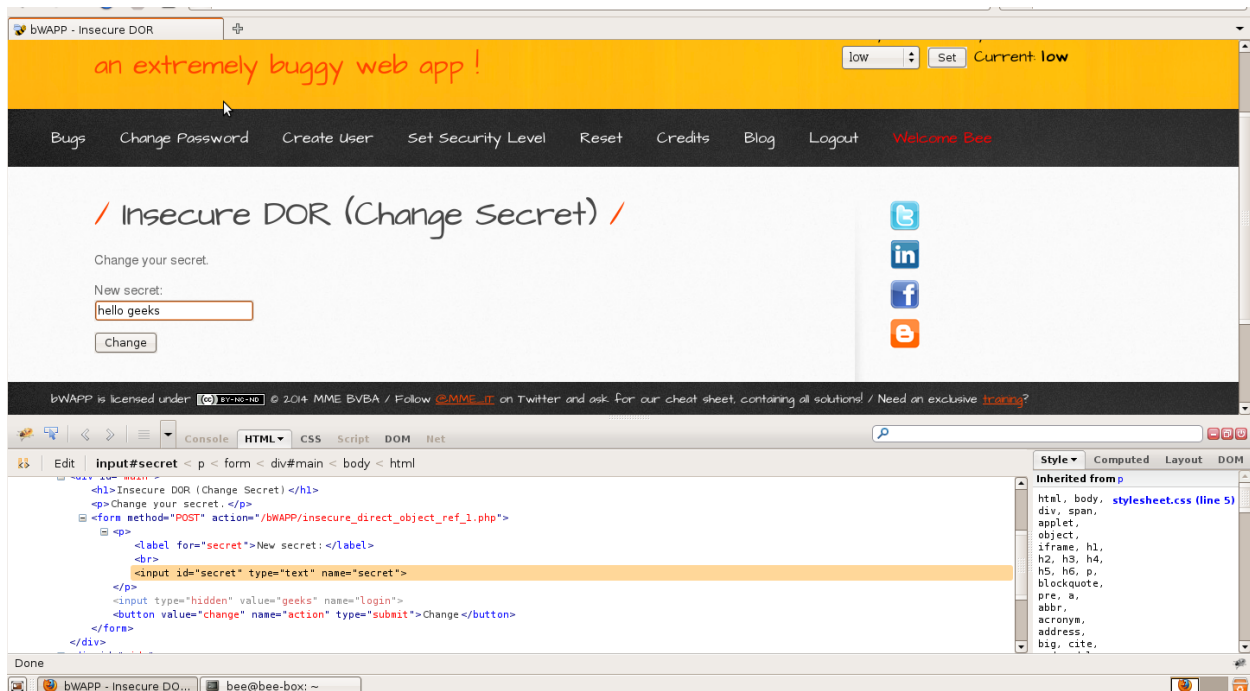 bWAPP - Insecure DOR
an extremely buggy web app !
low Set Current: low
Bugs Change Password Create User Set Security Level Reset Credits Blog Logout Welcome Bee
/ Insecure DOR (Change Secret) /
Change your secret.
New secret:
hello geeks
Change
bWAPP is licensed under (cc) BY-NC-ND © 2014 MME BVBA / Follow @MME_IT on Twitter and ask for our cheat sheet, containing all solutions! / Need an exclusive training?
Console HTML CSS Script DOM Net
Edit input#secret < p < form < div#main < body < html
Style Computed Layout DOM
<div id="main">
<h1>Insecure DOR (Change Secret)</h1>
<p>Change your secret.</p>
<form method="POST" action="/bWAPP/insecure_direct_object_ref_1.php">
<p>
<label for="secret">New secret:</label>
<br>
<input id="secret" type="text" name="secret">
</p>
<input type="hidden" value="geeks" name="login">
<button value="change" name="action" type="submit">Change</button>
</form>
</div>
Inherited from p
html, body, stylesheet.css (line 5)
div, span,
applet,
object,
iframe, h1,
h2, h3, h4,
h5, h6, p,
blockquote,
pre, a,
abbr,
acronym,
address,
big, cite,
Done
bWAPP - Insecure DO... bee@bee-box: ~